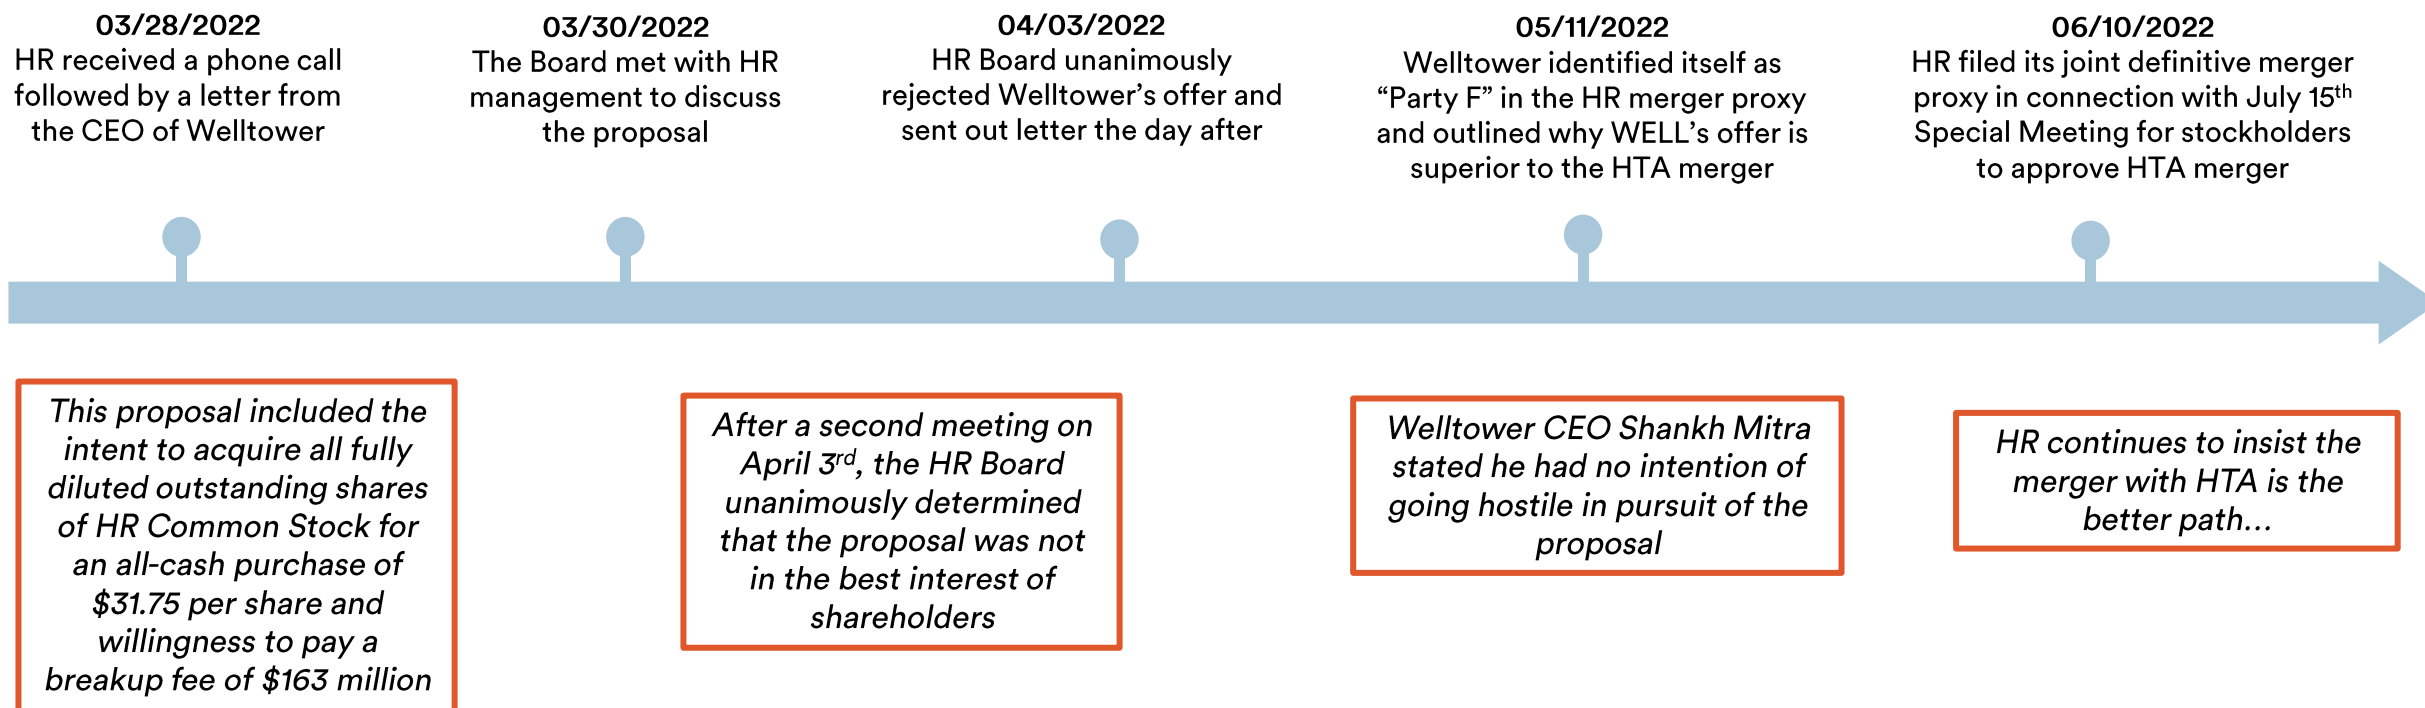 03/28/2022
HR received a phone call
followed by a letter from
the CEO of Welltower
03/30/2022
The Board met with HR
management to discuss
the proposal
04/03/2022
HR Board unanimously
rejected Welltower’s offer and
sent out letter the day after
05/11/2022
Welltower identified itself as
“Party F” in the HR merger proxy
and outlined why WELL’s offer is
superior to the HTA merger
06/10/2022
HR filed its joint definitive merger
proxy in connection with July 15th
Special Meeting for stockholders
to approve HTA merger
This proposal included the
intent to acquire all fully
diluted outstanding shares
of HR Common Stock for
an all-cash purchase of
$31.75 per share and
willingness to pay a
breakup fee of $163 million
After a second meeting on
April 3rd, the HR Board
unanimously determined
that the proposal was not
in the best interest of
shareholders
Welltower CEO Shankh Mitra
stated he had no intention of
going hostile in pursuit of the
proposal
HR continues to insist the
merger with HTA is the
better path…